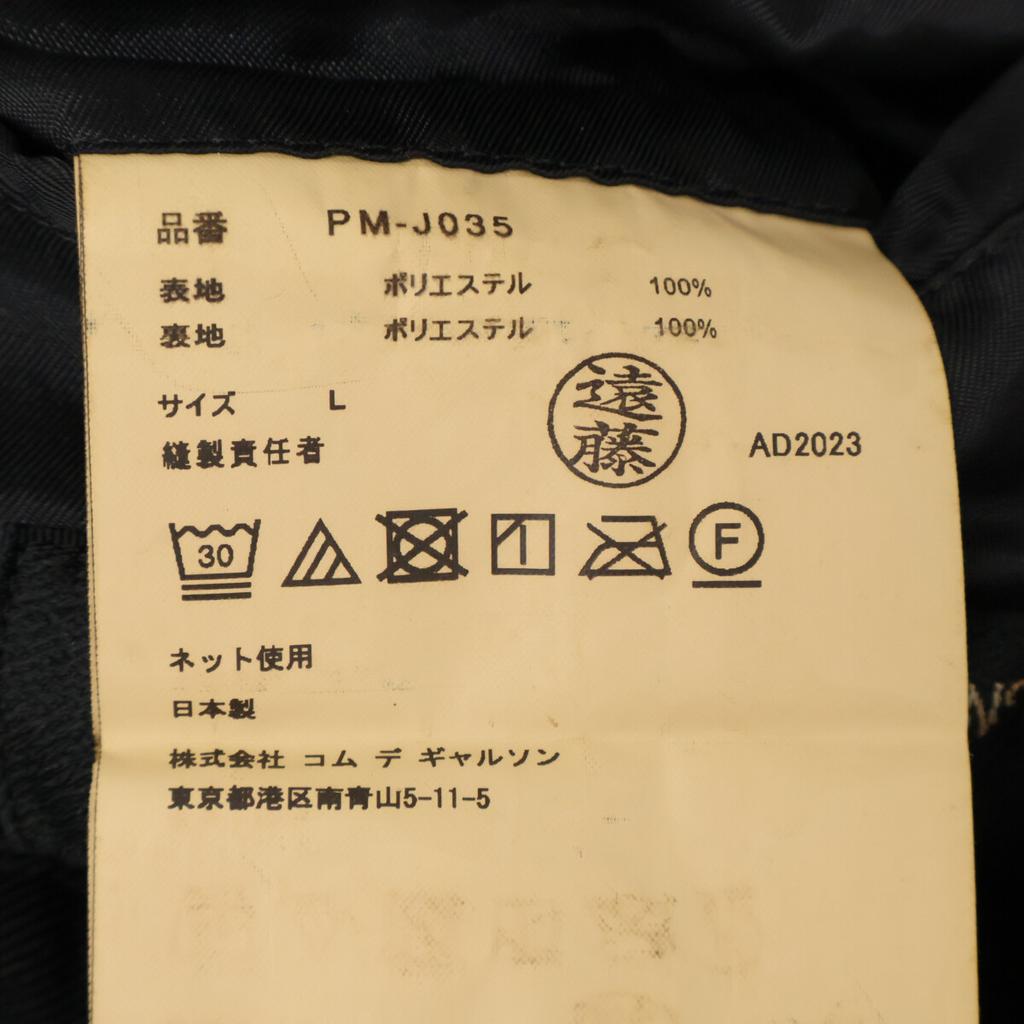 品番 PM-J035
表地 ポリエステル 100%
裏地 ポリエステル 100%
サイズ L
縫製責任者 遠藤 AD2023
30 F
ネット使用
日本製
株式会社 コム デ ギャルソン
東京都港区南青山5-11-5